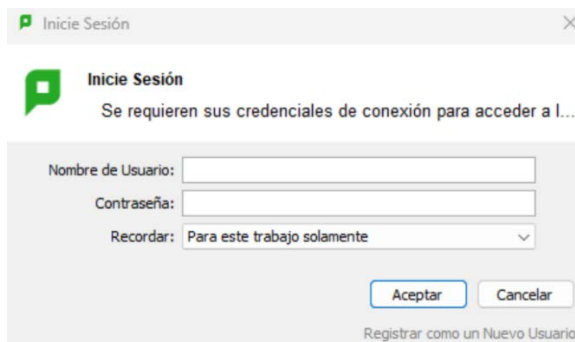 Inicie Sesión
Inicie Sesión
Se requieren sus credenciales de conexión para acceder a l...
Nombre de Usuario:
Contraseña:
Recordar: Para este trabajo solamente
Aceptar Cancelar
Registrar como un Nuevo Usuario